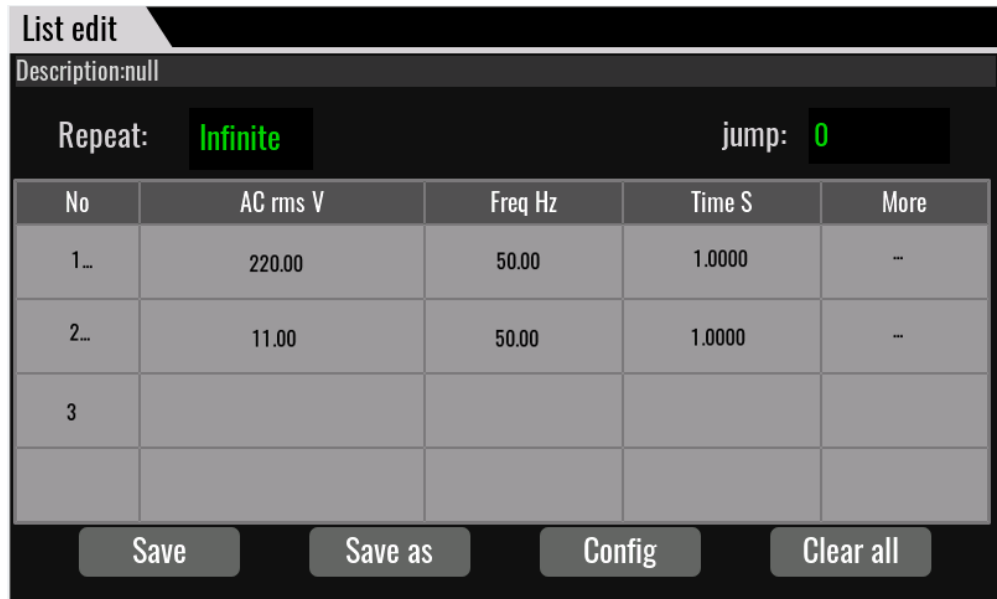 List edit
Description:null
Repeat: Infinite jump: 0
No AC rms V Freq Hz Time S More
1... 220.00 50.00 1.0000 ...
2... 11.00 50.00 1.0000 ...
3
Save Save as Config Clear all